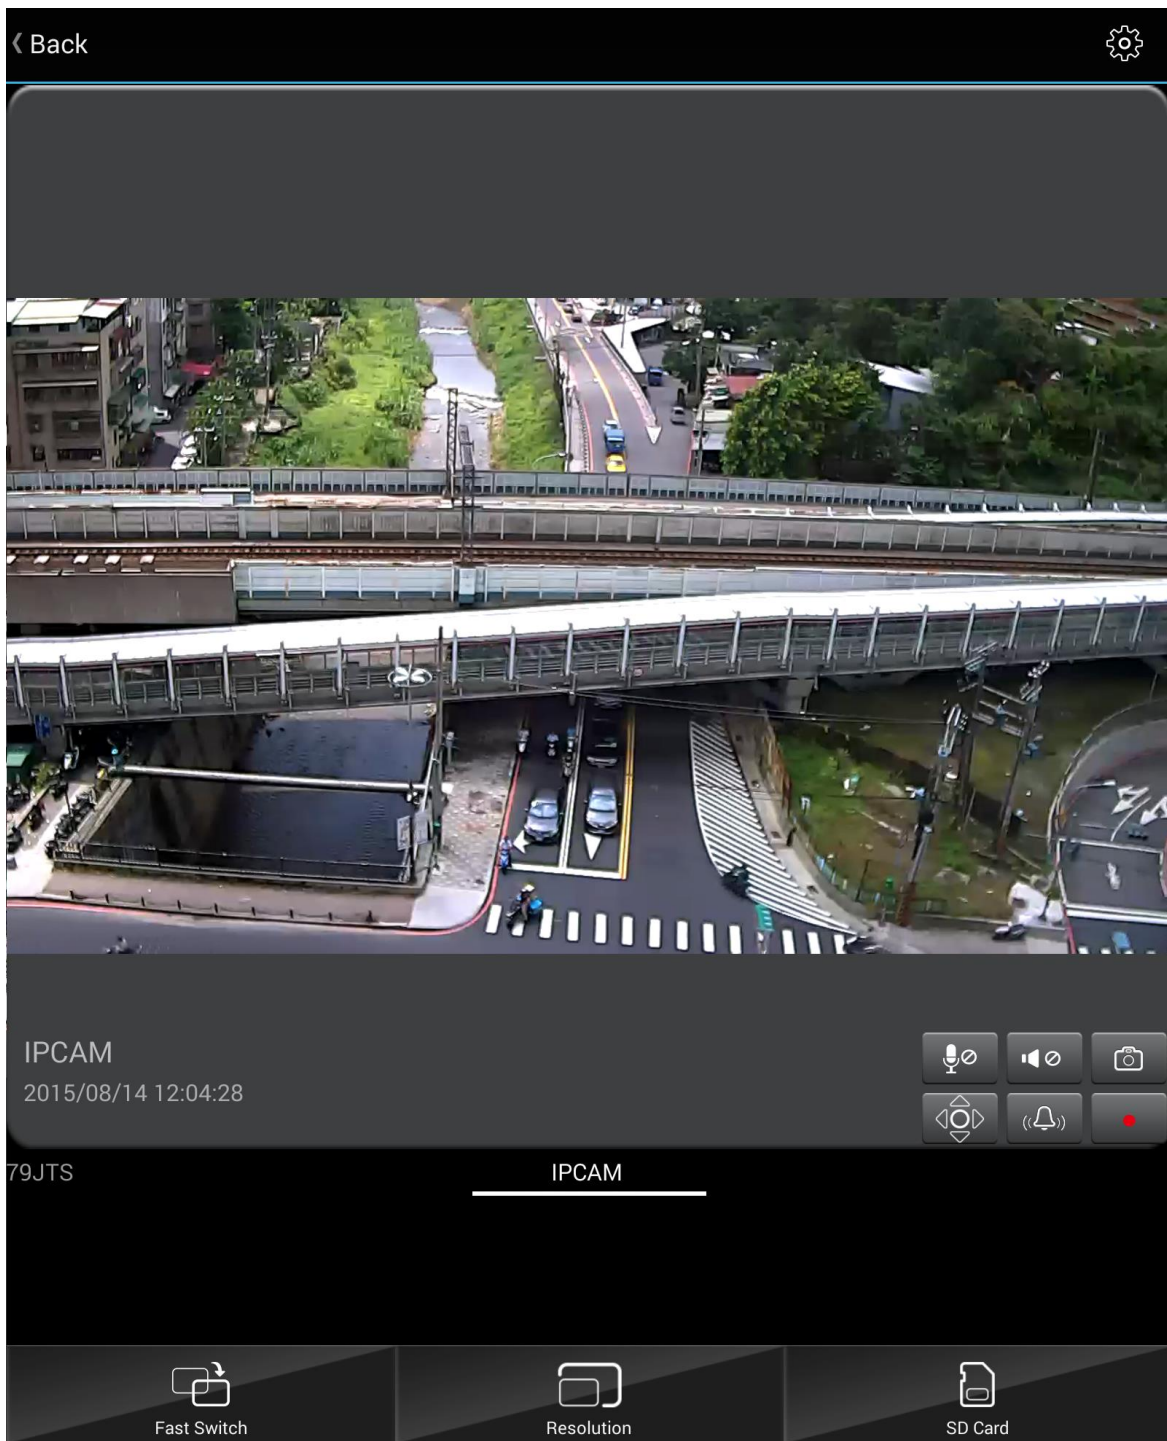 Back
IPCAM
2015/08/14 12:04:28
79JTS
IPCAM
Fast Switch
Resolution
SD Card